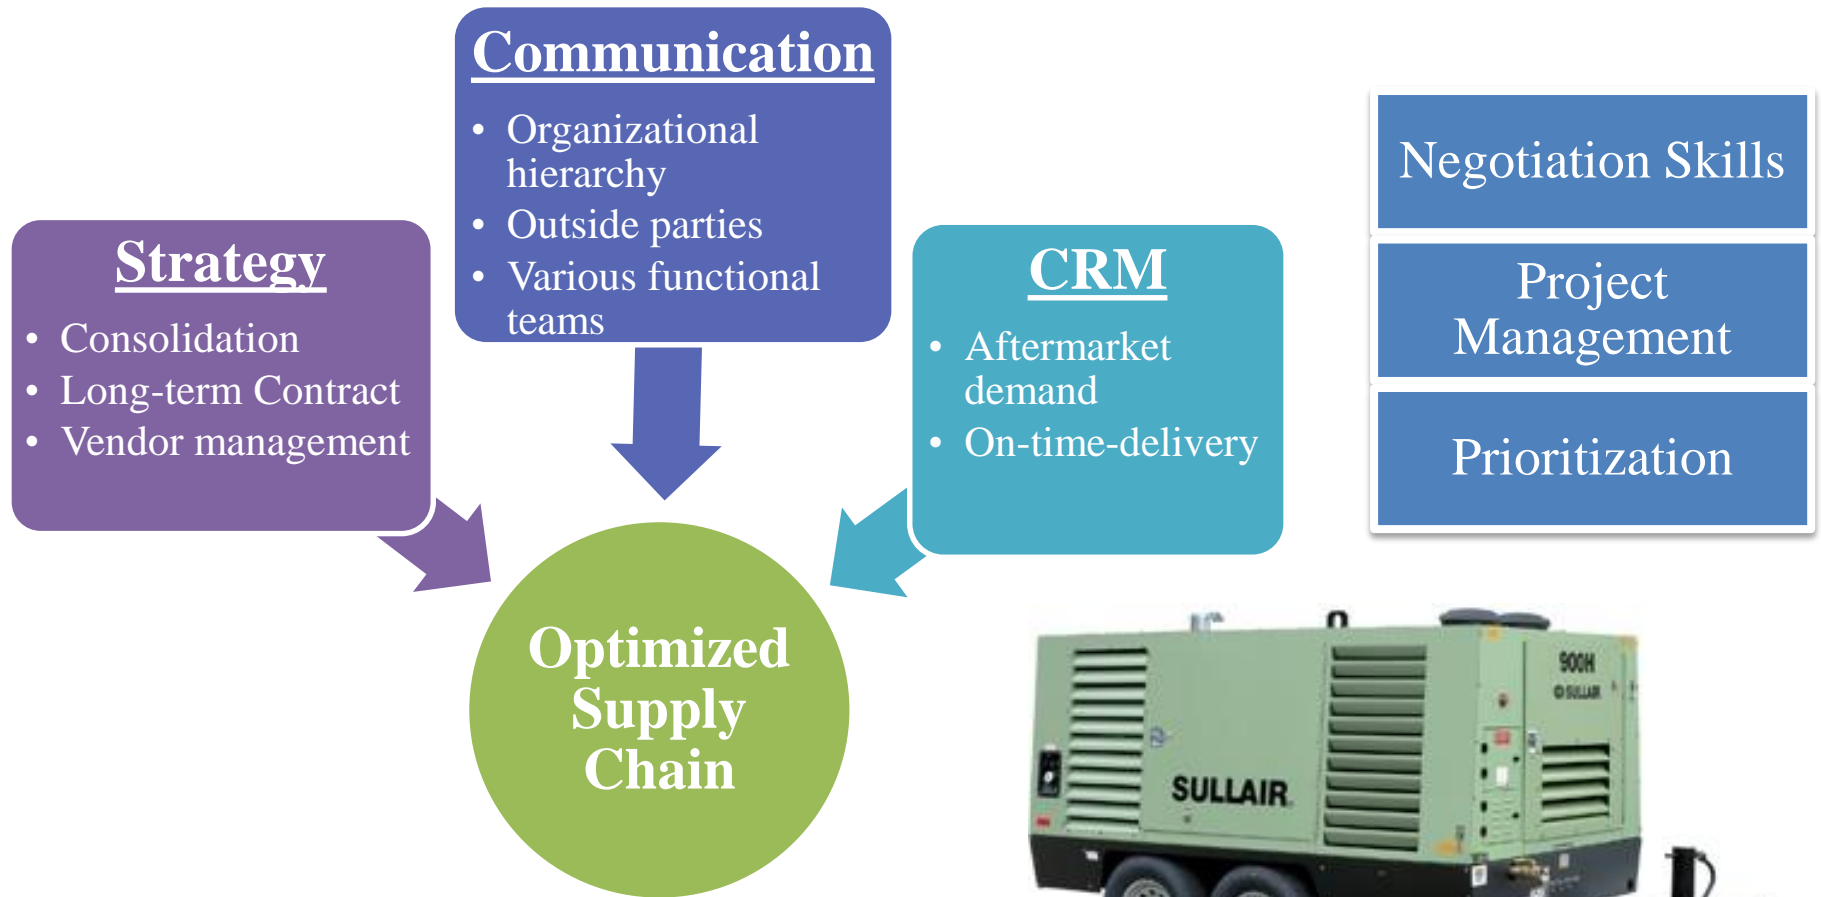 Communication
• Organizational
hierarchy
• Outside parties
• Various functional
teams
Strategy
• Consolidation
• Long-term Contract
• Vendor management
CRM
• Aftermarket
demand
• On-time-delivery
Optimized
Supply
Chain
Negotiation Skills
Project
Management
Prioritization
900H
SULLAIR
SULLAIR